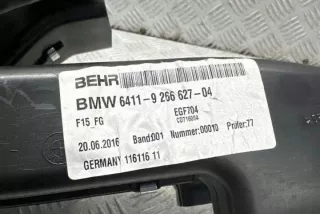 BEHR
BMW 6411-9 266 627-04
F15_FG EGF704
20.06.2016 Band:001 Nummer:00010 Prüfer:77
GERMANY 116116 11